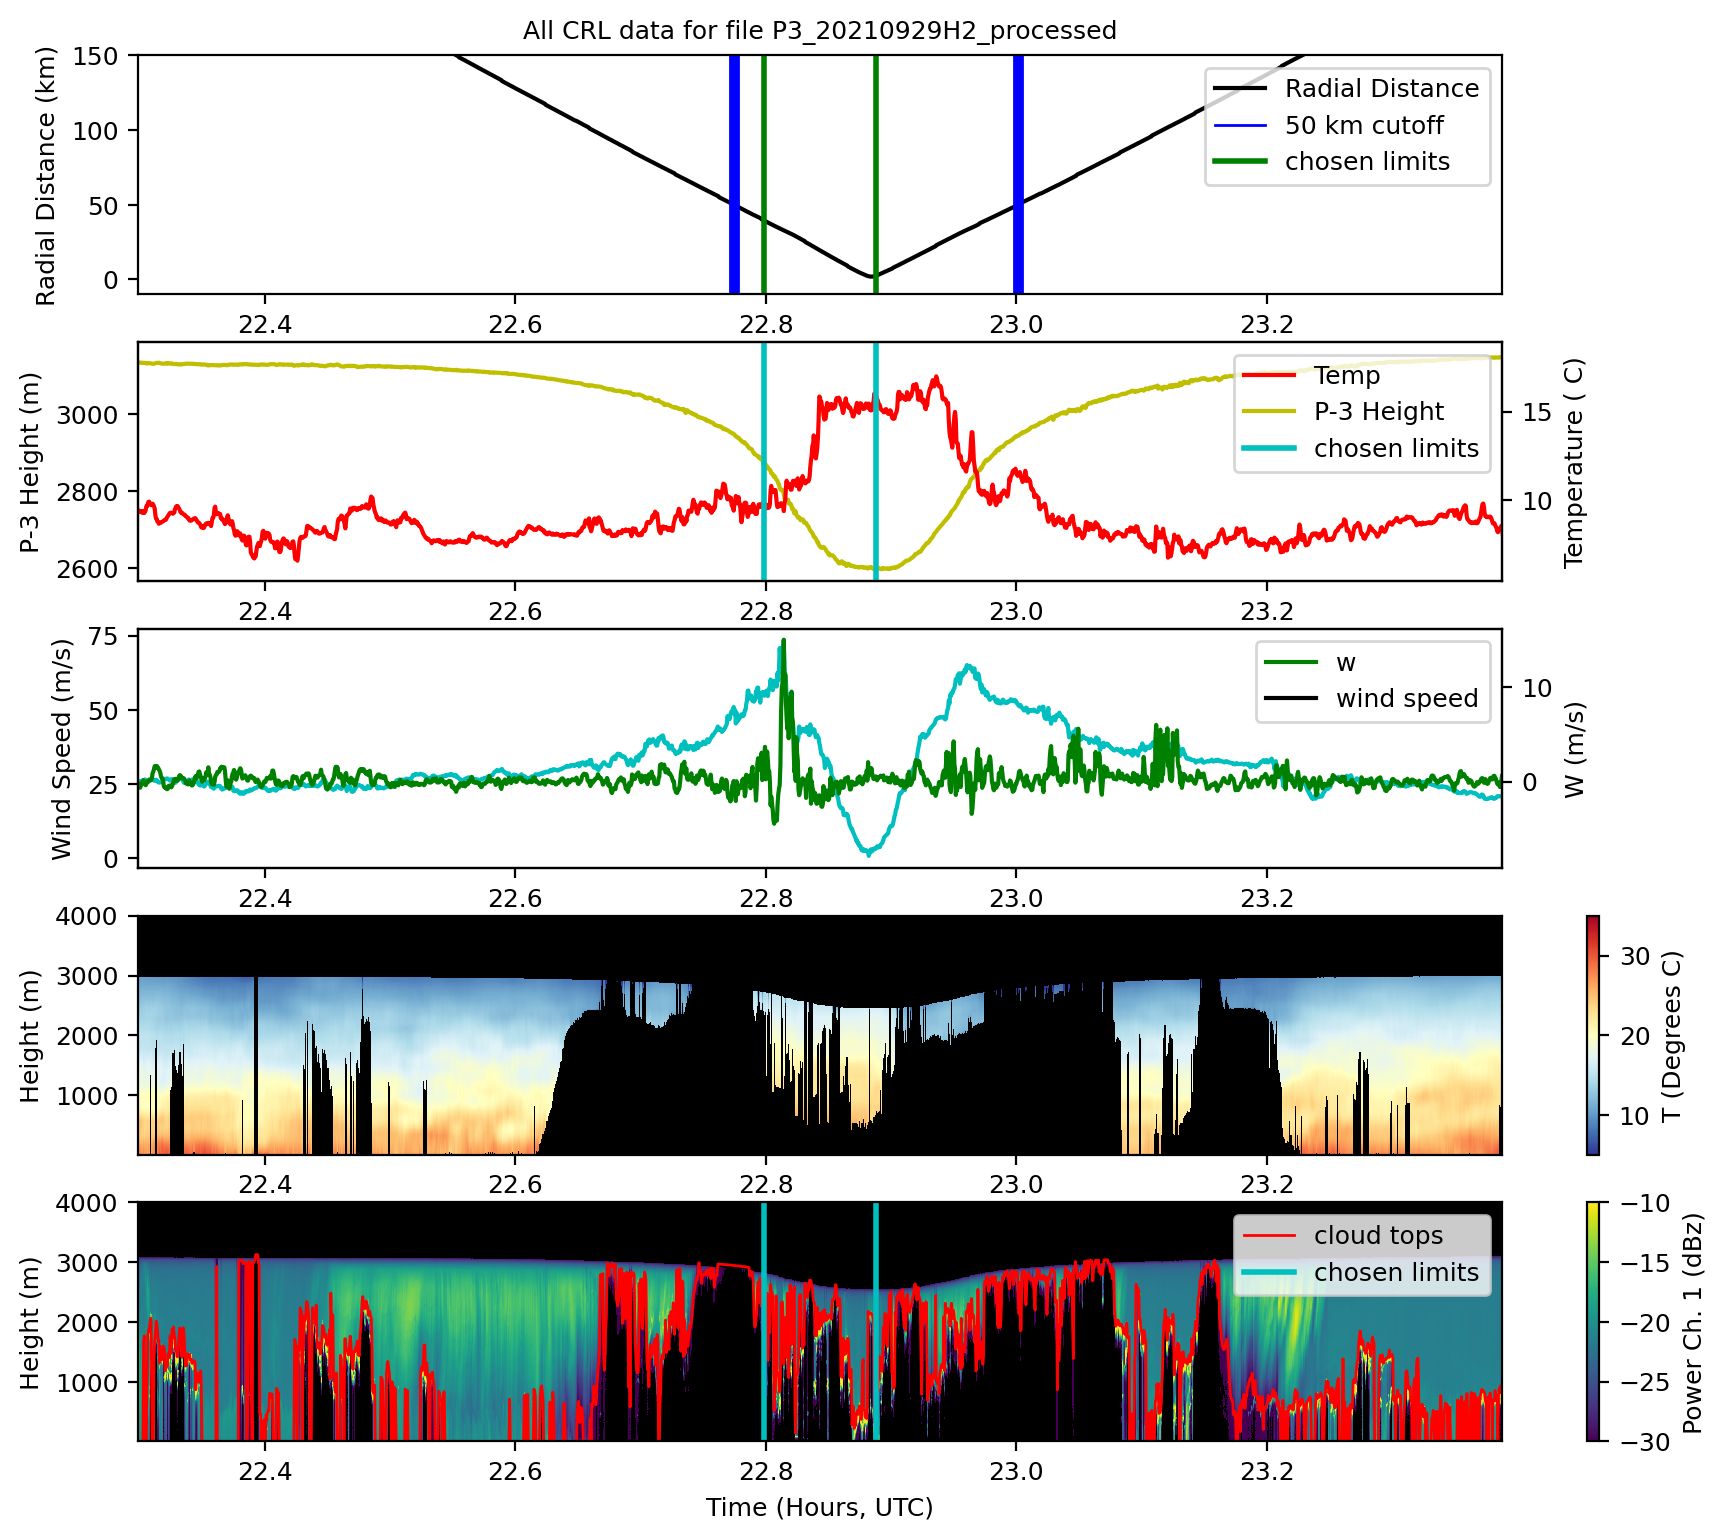 All CRL data for file P3_20210929H2_processed
Radial Distance (km)
150
100
50
0
Radial Distance
50 km cutoff
chosen limits
22.4 22.6 22.8 23.0 23.2
P-3 Height (m)
3000
2800
2600
Temp
P-3 Height
chosen limits
15
10
Temperature ( C)
22.4 22.6 22.8 23.0 23.2
Wind Speed (m/s)
75
50
25
0
w
wind speed
10
0
W (m/s)
22.4 22.6 22.8 23.0 23.2
Height (m)
4000
3000
2000
1000
30
20
10
T (Degrees C)
22.4 22.6 22.8 23.0 23.2
Height (m)
4000
3000
2000
1000
cloud tops
chosen limits
−10
−15
−20
−25
−30
Power Ch. 1 (dBz)
22.4 22.6 22.8 23.0 23.2
Time (Hours, UTC)